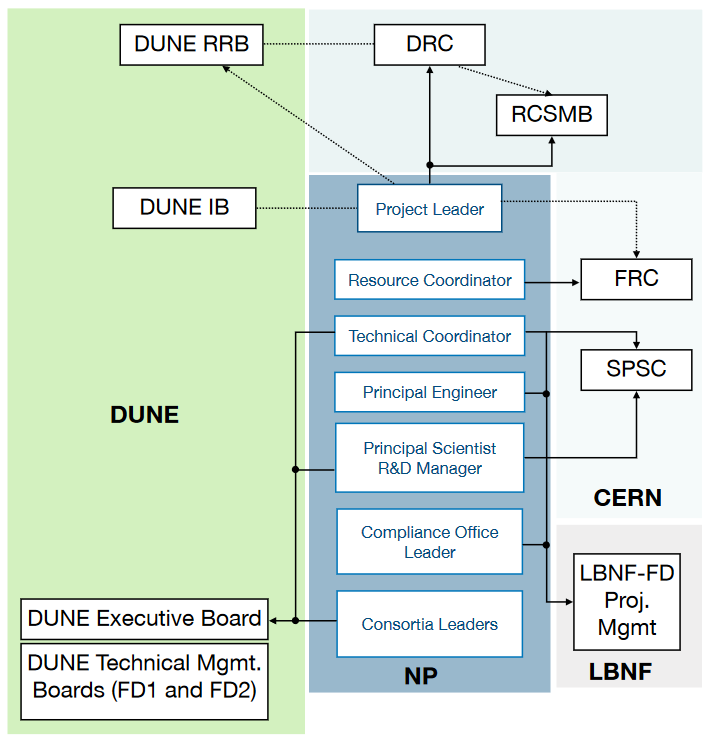 DUNE RRB
DRC
RCSMB
DUNE IB
Project Leader
Resource Coordinator
FRC
Technical Coordinator
SPSC
Principal Engineer
DUNE
Principal Scientist
R&D Manager
CERN
Compliance Office
Leader
LBNF-FD
Proj.
Mgmt
DUNE Executive Board
Consortia Leaders
DUNE Technical Mgmt.
Boards (FD1 and FD2)
NP
LBNF